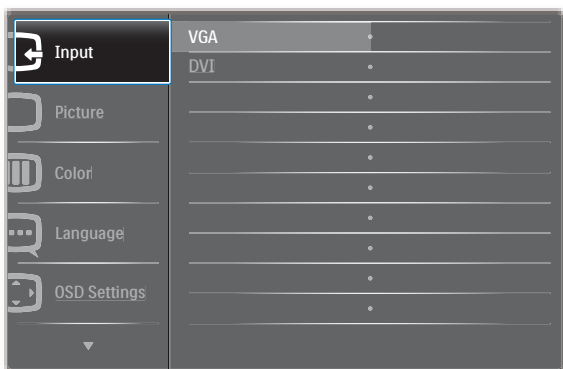 Input
VGA
DVI
Picture
Color
Language
OSD Settings